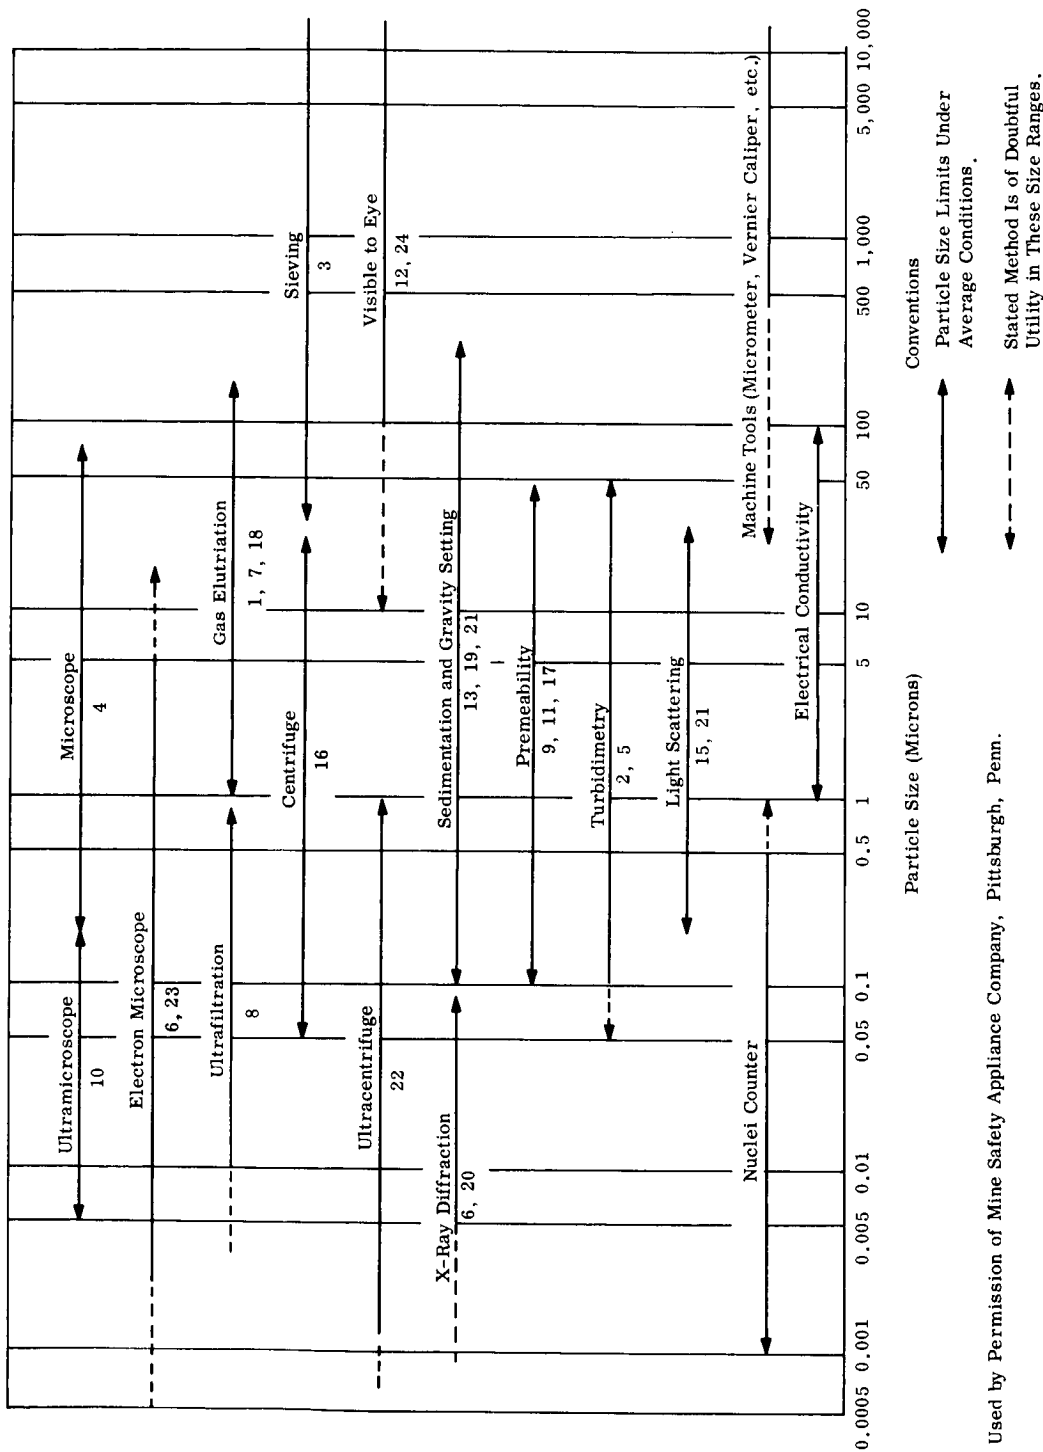 Ultramicroscope
10
Microscope
4
Electron Microscope
6, 23
Ultrafiltration
8
Gas Elutriation
1, 7, 18
Centrifuge
16
Sieving
3
Ultracentrifuge
22
Visible to Eye
12, 24
X-Ray Diffraction
6, 20
Sedimentation and Gravity Setting
13, 19, 21
Premeability
9, 11, 17
Turbidimetry
2, 5
Light Scattering
15, 21
Nuclei Counter
Machine Tools (Micrometer, Vernicr Caliper, etc.)
Electrical Conductivity
0.0005 0.001 0.005 0.01 0.05 0.1 0.5 1 5 10 50 100 500 1,000 5,000 10,000
Particle Size (Microns)
Conventions
Particle Size Limits Under
Average Conditions.
Stated Method Is of Doubtful
Utility in These Size Ranges.
Used by Permission of Mine Safety Appliance Company, Pittsburgh, Penn.